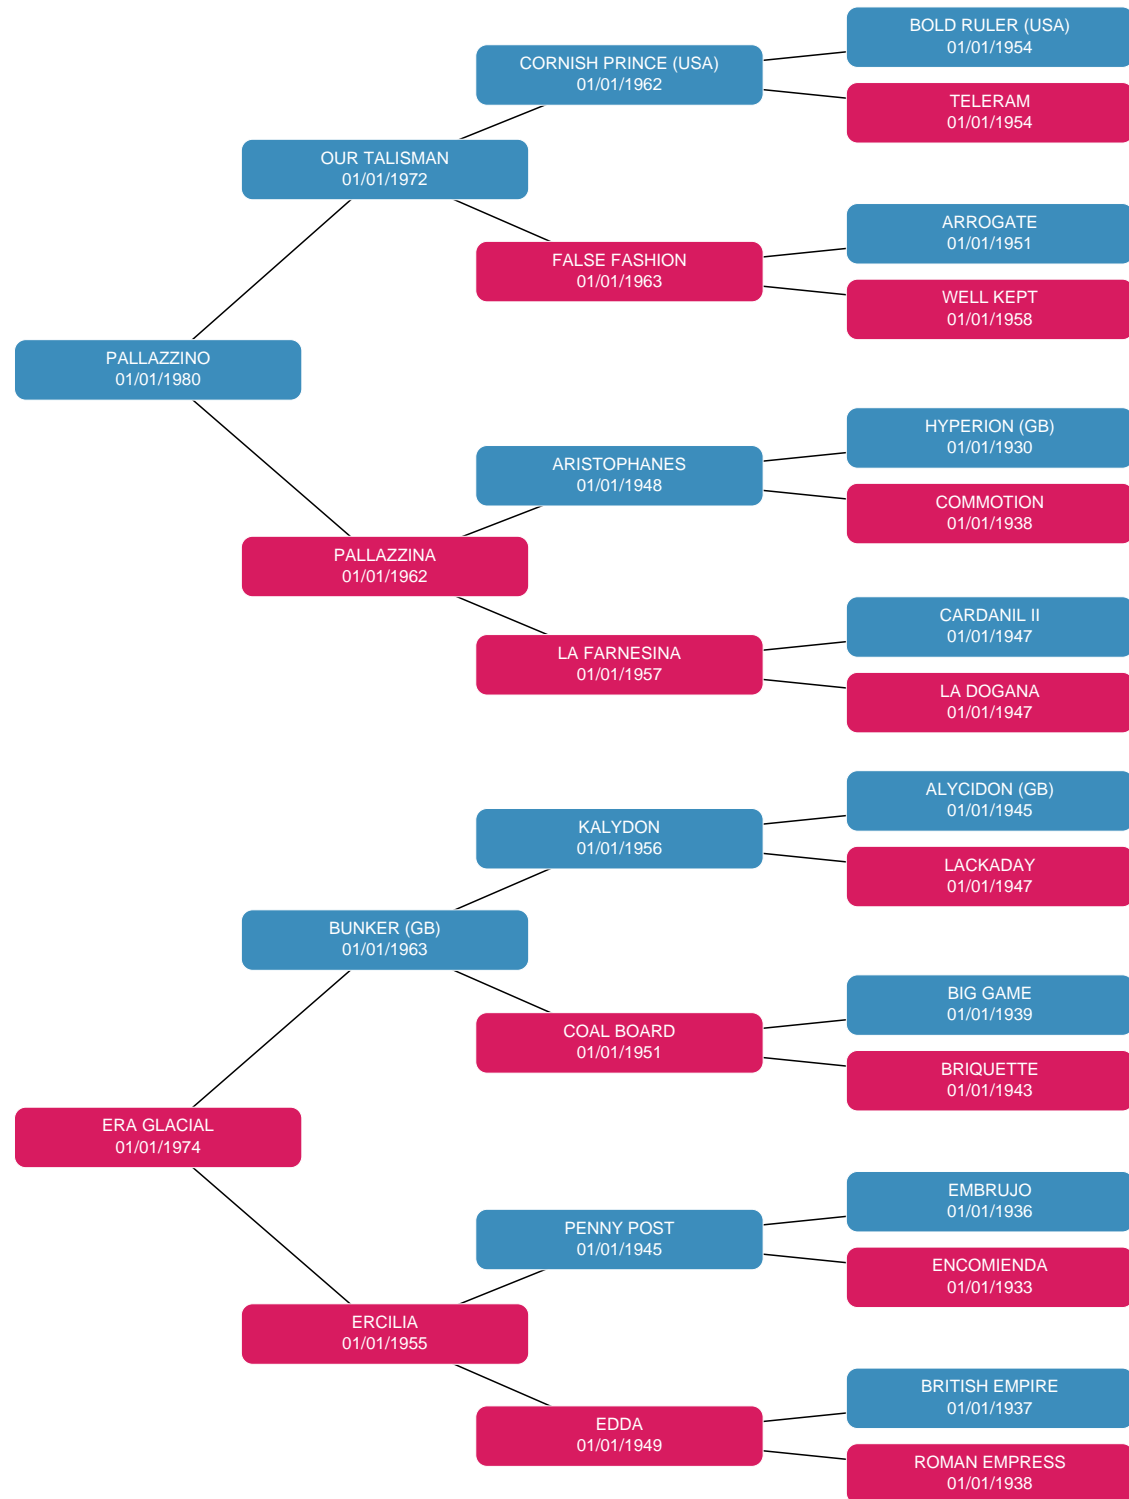 BOLD RULER (USA)
01/01/1954
CORNISH PRINCE (USA)
01/01/1962
TELERAM
01/01/1954
OUR TALISMAN
01/01/1972
ARROGATE
01/01/1951
FALSE FASHION
01/01/1963
WELL KEPT
01/01/1958
PALLAZZINO
01/01/1980
HYPERION (GB)
01/01/1930
ARISTOPHANES
01/01/1948
COMMOTION
01/01/1938
PALLAZZINA
01/01/1962
CARDANIL II
01/01/1947
LA FARNESINA
01/01/1957
LA DOGANA
01/01/1947
ALYCIDON (GB)
01/01/1945
KALYDON
01/01/1956
LACKADAY
01/01/1947
BUNKER (GB)
01/01/1963
BIG GAME
01/01/1939
COAL BOARD
01/01/1951
BRIQUETTE
01/01/1943
ERA GLACIAL
01/01/1974
EMBRUJO
01/01/1936
PENNY POST
01/01/1945
ENCOMIENDA
01/01/1933
ERCILIA
01/01/1955
BRITISH EMPIRE
01/01/1937
EDDA
01/01/1949
ROMAN EMPRESS
01/01/1938